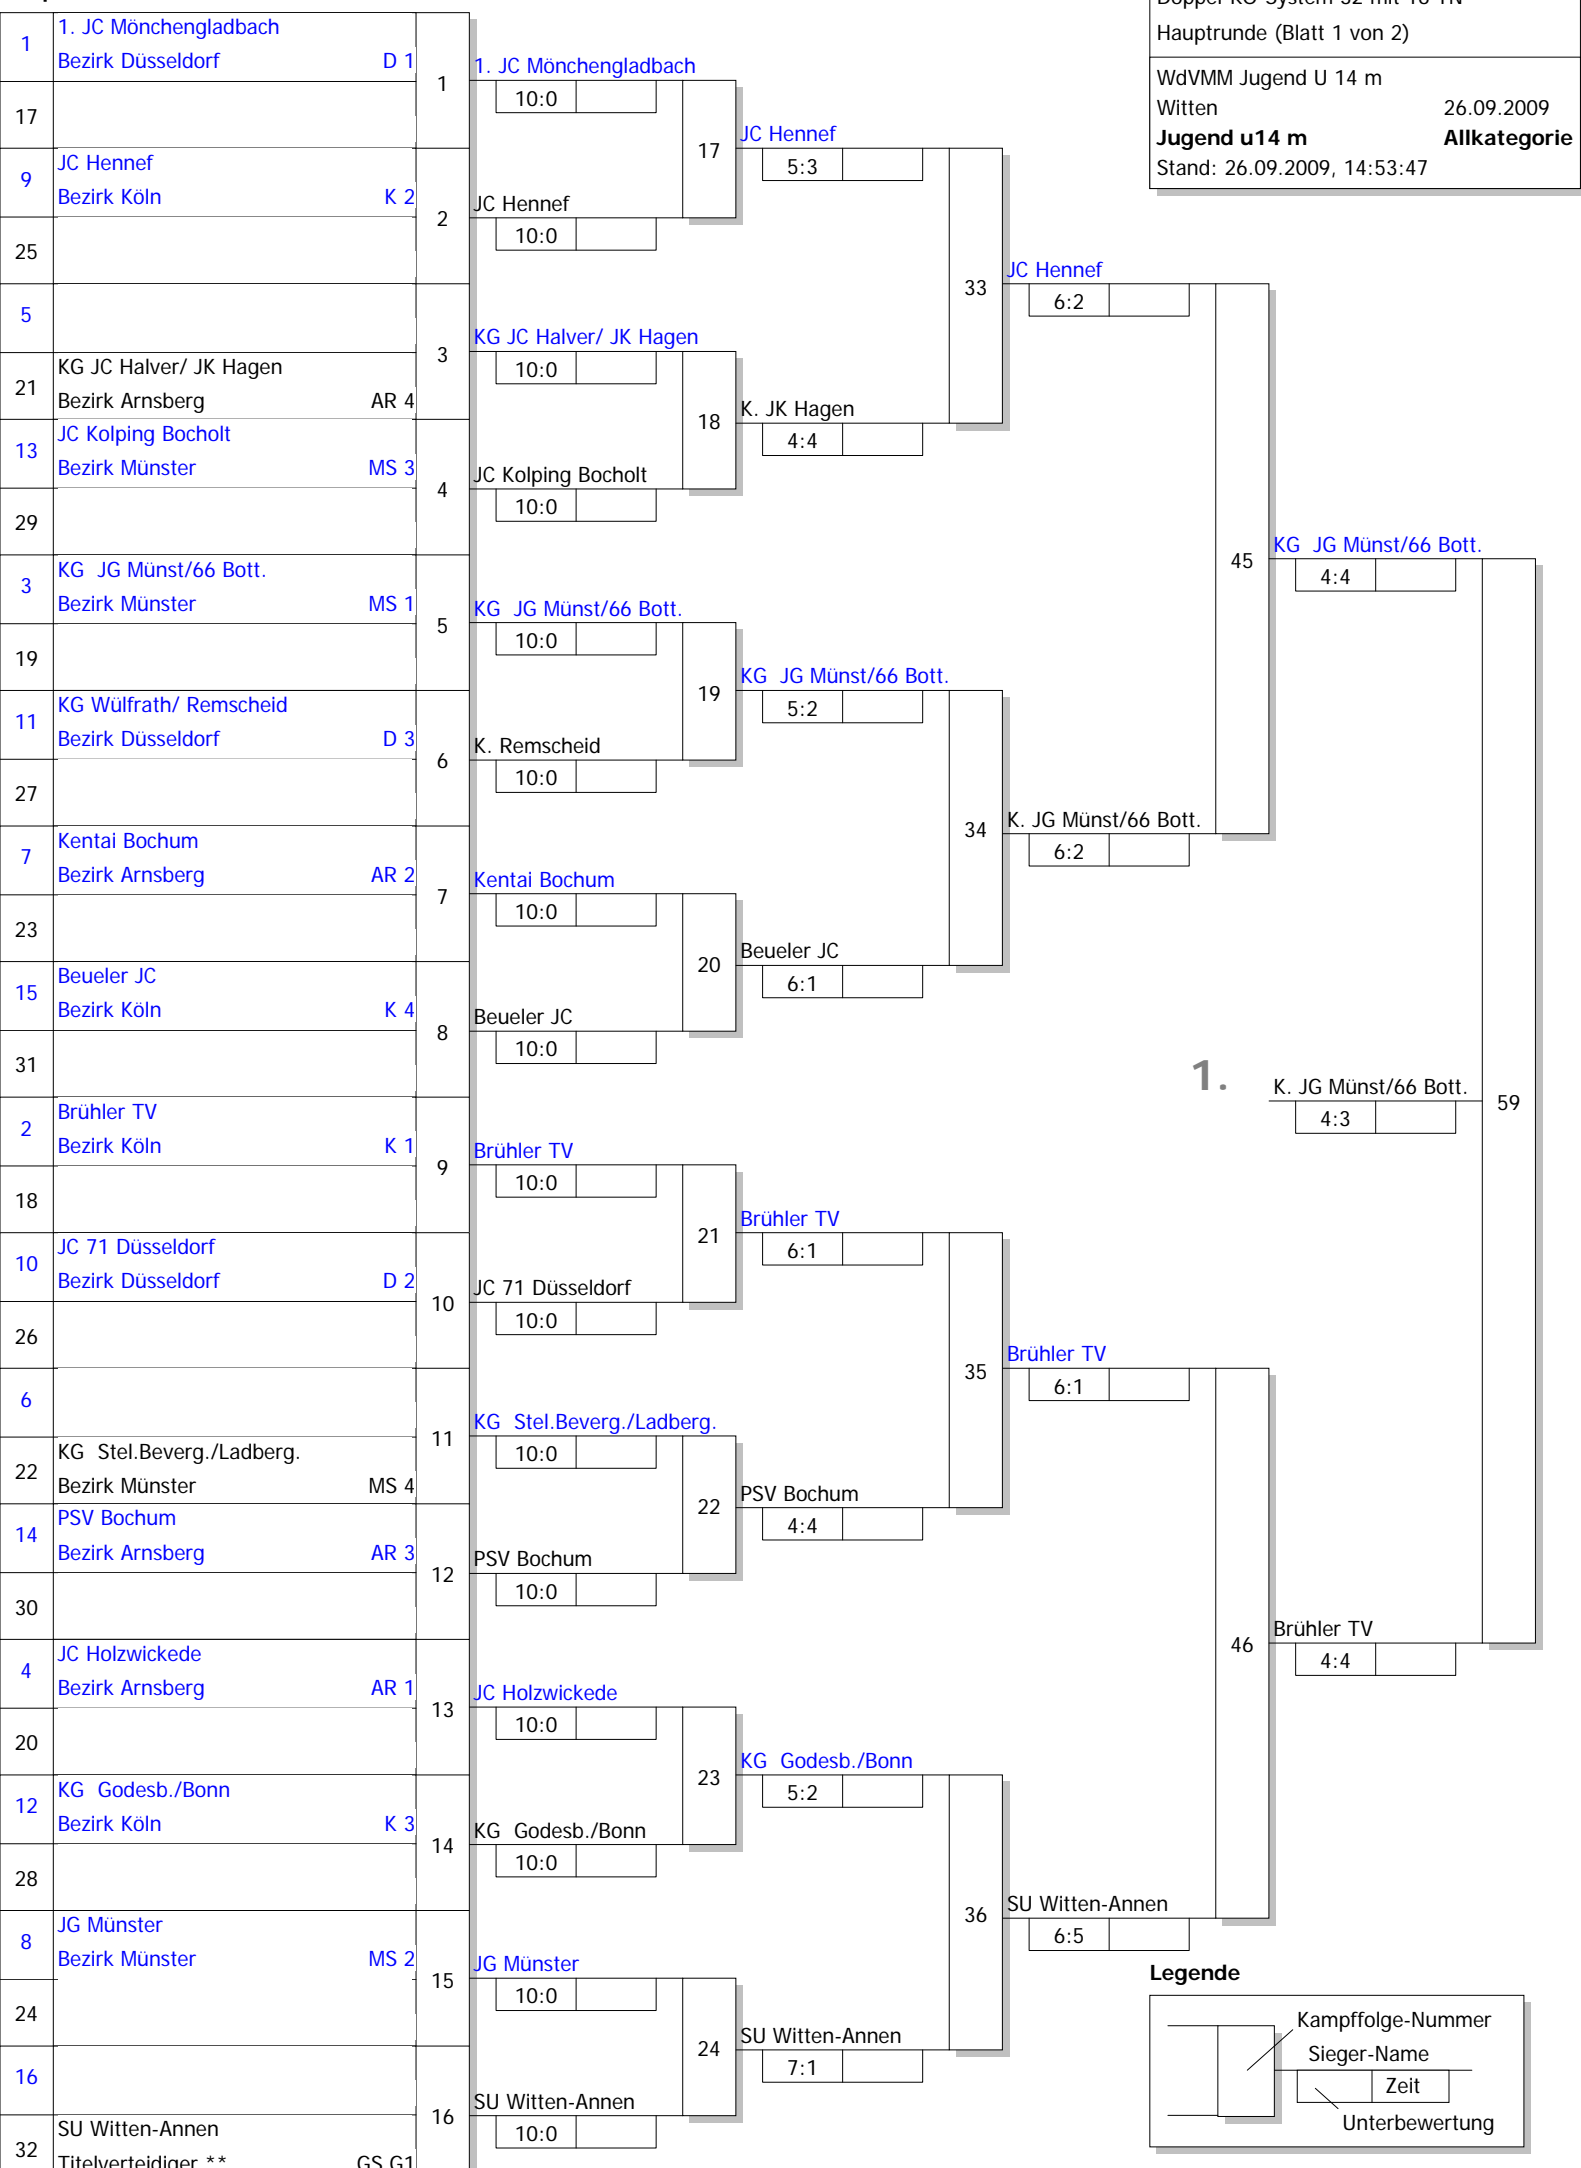 Hauptrunde (Blatt 1 von 2)
WdVMM Jugend U 14 m
Witten 26.09.2009
Jugend u14 m Allkategorie
Stand: 26.09.2009, 14:53:47
1 1. JC Mönchengladbach
Bezirk Düsseldorf D 1
17
9 JC Hennef
Bezirk Köln K 2
25
5
21 KG JC Halver/ JK Hagen
Bezirk Arnsberg AR 4
13 JC Kolping Bocholt
Bezirk Münster MS 3
29
3 KG JG Münst/66 Bott.
Bezirk Münster MS 1
19
11 KG Wülfrath/ Remscheid
Bezirk Düsseldorf D 3
27
7 Kentai Bochum
Bezirk Arnsberg AR 2
23
15 Beueler JC
Bezirk Köln K 4
31
2 Brühler TV
Bezirk Köln K 1
18
10 JC 71 Düsseldorf
Bezirk Düsseldorf D 2
26
6
22 KG Stel.Beverg./Ladberg.
Bezirk Münster MS 4
14 PSV Bochum
Bezirk Arnsberg AR 3
30
4 JC Holzwickede
Bezirk Arnsberg AR 1
20
12 KG Godesb./Bonn
Bezirk Köln K 3
28
8 JG Münster
Bezirk Münster MS 2
24
16
32 SU Witten-Annen
Titelverteidiger ** GS G1
1 1. JC Mönchengladbach
10:0
2 JC Hennef
10:0
3 KG JC Halver/ JK Hagen
10:0
4 JC Kolping Bocholt
10:0
5 KG JG Münst/66 Bott.
10:0
6 K. Remscheid
10:0
7 Kentai Bochum
10:0
8 Beueler JC
10:0
9 Brühler TV
10:0
10 JC 71 Düsseldorf
10:0
11 KG Stel.Beverg./Ladberg.
10:0
12 PSV Bochum
10:0
13 JC Holzwickede
10:0
14 KG Godesb./Bonn
10:0
15 JG Münster
10:0
16 SU Witten-Annen
10:0
17 JC Hennef
5:3
18 K. JK Hagen
4:4
19 KG JG Münst/66 Bott.
5:2
20 Beueler JC
6:1
21 Brühler TV
6:1
22 PSV Bochum
4:4
23 KG Godesb./Bonn
5:2
24 SU Witten-Annen
7:1
33 JC Hennef
6:2
34 K. JG Münst/66 Bott.
6:2
35 Brühler TV
6:1
36 SU Witten-Annen
6:5
45 KG JG Münst/66 Bott.
4:4
46 Brühler TV
4:4
1. K. JG Münst/66 Bott. 59
4:3
Legende
Kampffolge-Nummer
Sieger-Name
Zeit
Unterbewertung